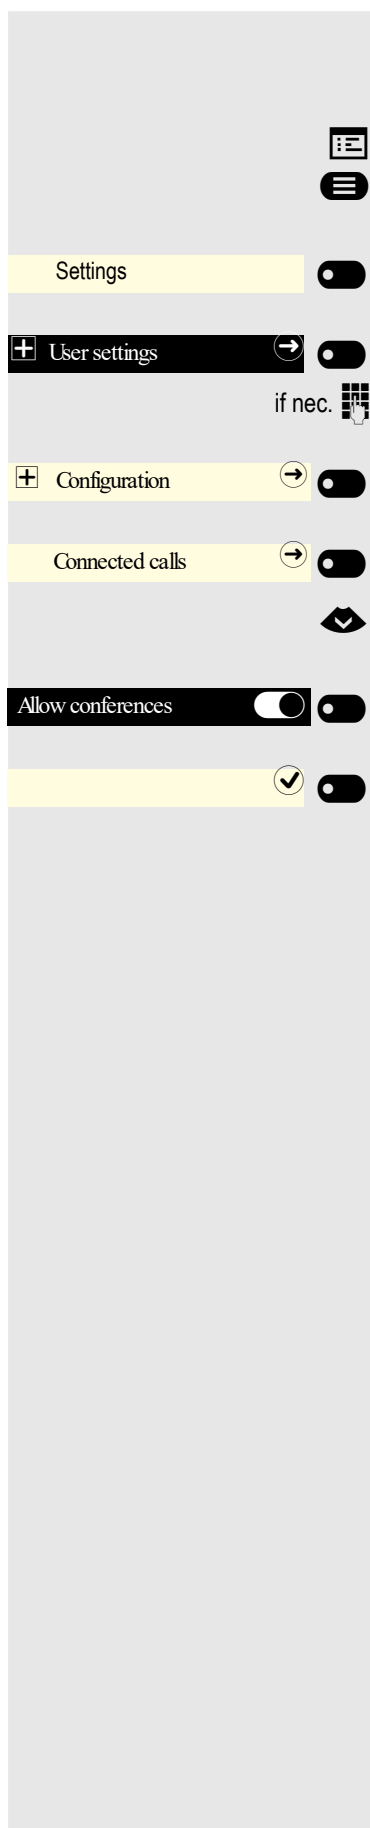 Settings
User settings
if nec.
Configuration
Connected calls
Allow conferences